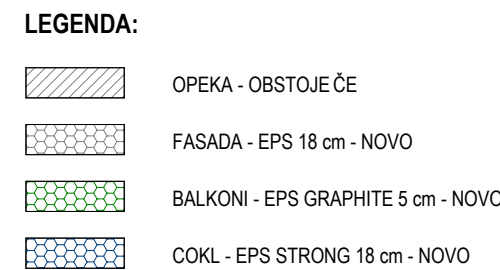 LEGENDA:
OPEKA - OBSTOJEČE
FASADA - EPS 18 cm - NOVO
BALKONI - EPS GRAPHITE 5 cm - NOVO
COKL - EPS STRONG 18 cm - NOVO